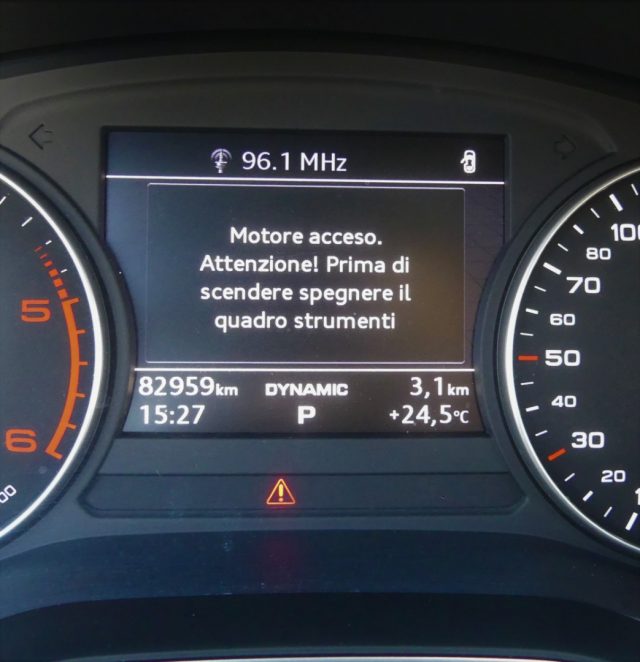 96.1 MHz
Motore acceso.
Attenzione! Prima di
scendere spegnere il
quadro strumenti
82959km DYNAMIC 3,1km
15:27 P +24,5°C
5
6
100
70
60
50
40
30
20